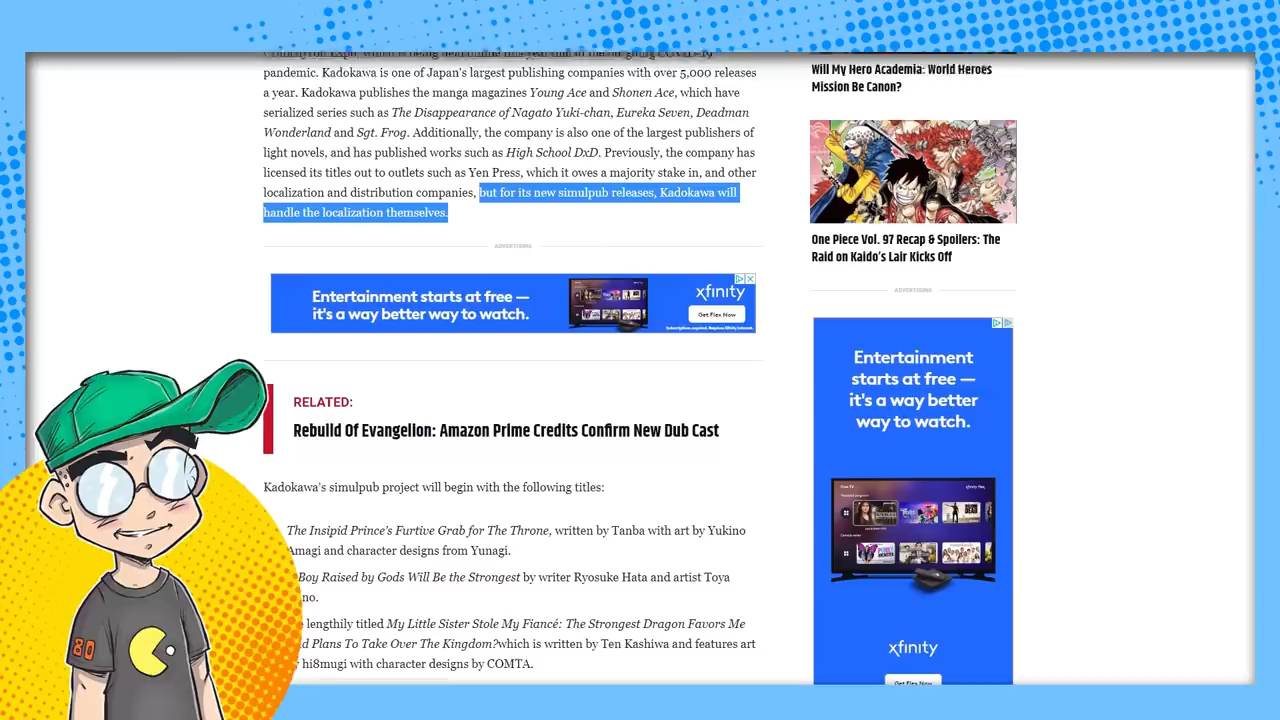 pandemic. Kadokawa is one of Japan's largest publishing companies with over 5,000 releases
a year. Kadokawa publishes the manga magazines Young Ace and Shonen Ace, which have
serialized series such as The Disappearance of Nagato Yuki-chan, Eureka Seven, Deadman
Wonderland and Sgt. Frog. Additionally, the company is also one of the largest publishers of
light novels, and has published works such as High School DxD. Previously, the company has
licensed its titles out to outlets such as Yen Press, which it owes a majority stake in, and other
localization and distribution companies, but for its new simulpub releases, Kadokawa will
handle the localization themselves.
ADVERTISING
Entertainment starts at free —
it's a way better way to watch.
xfinity
Get Flex Now
RELATED:
Rebuild Of Evangelion: Amazon Prime Credits Confirm New Dub Cast
Kadokawa's simulpub project will begin with the following titles:
The Insipid Prince's Furtive Grab for The Throne, written by Tanba with art by Yukino
Amagi and character designs from Yunagi.
Boy Raised by Gods Will Be the Strongest by writer Ryosuke Hata and artist Toya
no.
lengthily titled My Little Sister Stole My Fiancé: The Strongest Dragon Favors Me
Plans To Take Over The Kingdom?which is written by Ten Kashiwa and features art
hi8mugi with character designs by COMTA.
80
Will My Hero Academia: World Heroes
Mission Be Canon?
One Piece Vol. 97 Recap & Spoilers: The
Raid on Kaido's Lair Kicks Off
ADVERTISING
Entertainment
starts at free —
it's a way better
way to watch.
xfinity
Get Flex Now